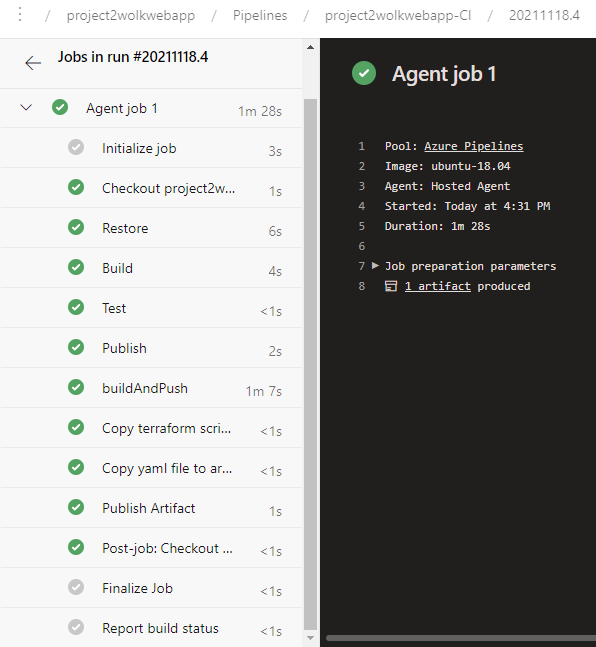 / project2wolkwebapp / Pipelines / project2wolkwebapp-CI / 20211118.4
Jobs in run #20211118.4
Agent job 1 1m 28s
Initialize job 3s
Checkout project2w... 1s
Restore 6s
Build 4s
Test <1s
Publish 2s
buildAndPush 1m 7s
Copy terraform scri... <1s
Copy yaml file to ar... <1s
Publish Artifact 1s
Post-job: Checkout ... <1s
Finalize Job <1s
Report build status <1s
Agent job 1
1 Pool: Azure Pipelines
2 Image: ubuntu-18.04
3 Agent: Hosted Agent
4 Started: Today at 4:31 PM
5 Duration: 1m 28s
6
7 Job preparation parameters
8 1 artifact produced